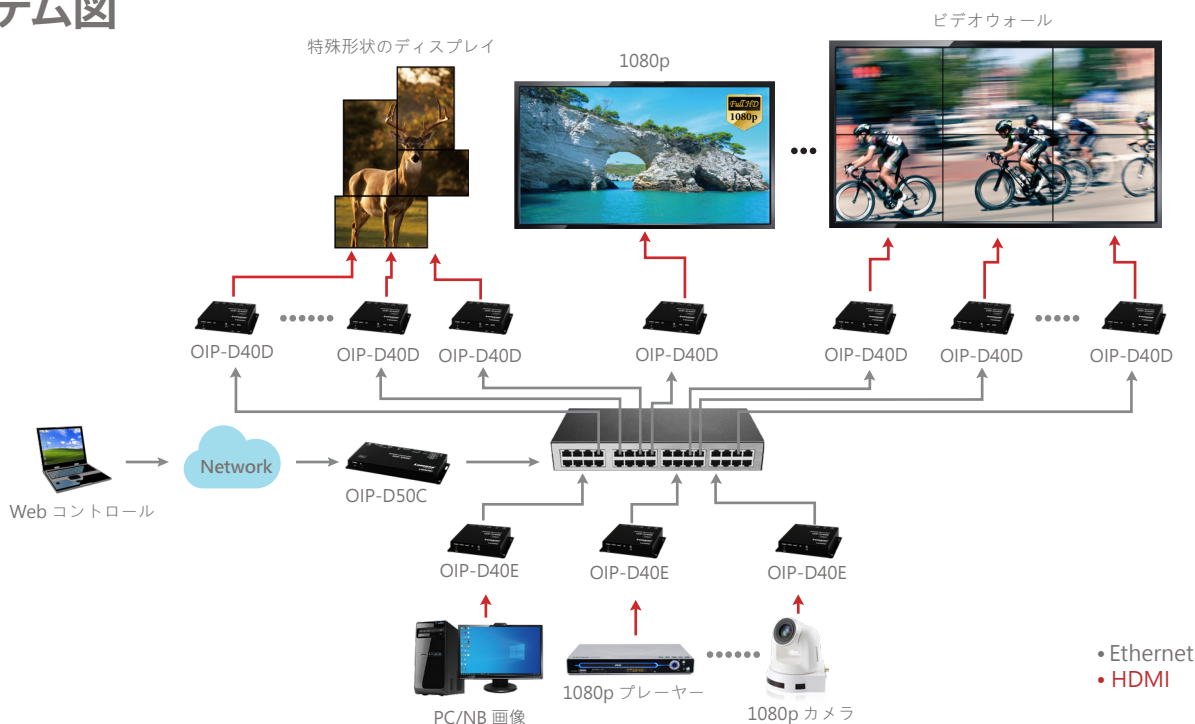 テム図
ビデオウォール
特殊形状のディスプレイ
1080p
Full HD
1080p
OIP-D40D
OIP-D40D
OIP-D40D
OIP-D40D
OIP-D40D
OIP-D40D
OIP-D40D
Network
Web コントロール
OIP-D50C
OIP-D40E
OIP-D40E
OIP-D40E
PC/NB 画像
1080p プレーヤー
1080p カメラ
• Ethernet
• HDMI